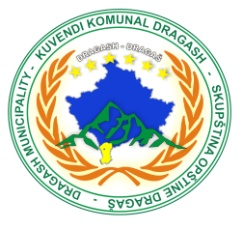 DRAGASH MUNICIPALITY - KUVENDI KOMUNAL DRAGASH - SKUPŠTINA OPŠTINE DRAGAŠ
DRAGASH - DRAGAŠ